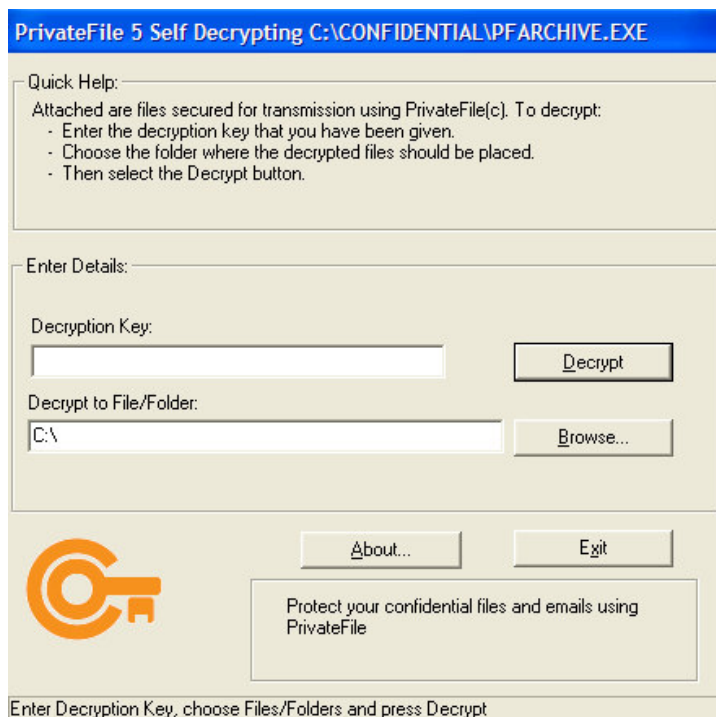 PrivateFile 5 Self Decrypting C:\CONFIDENTIAL\PFARCHIVE.EXE
Quick Help:
Attached are files secured for transmission using PrivateFile(c). To decrypt:
- Enter the decryption key that you have been given.
- Choose the folder where the decrypted files should be placed.
- Then select the Decrypt button.
Enter Details:
Decryption Key:
Decrypt
Decrypt to File/Folder:
C:\
Browse...
About...
Exit
Protect your confidential files and emails using
PrivateFile
Enter Decryption Key, choose Files/Folders and press Decrypt